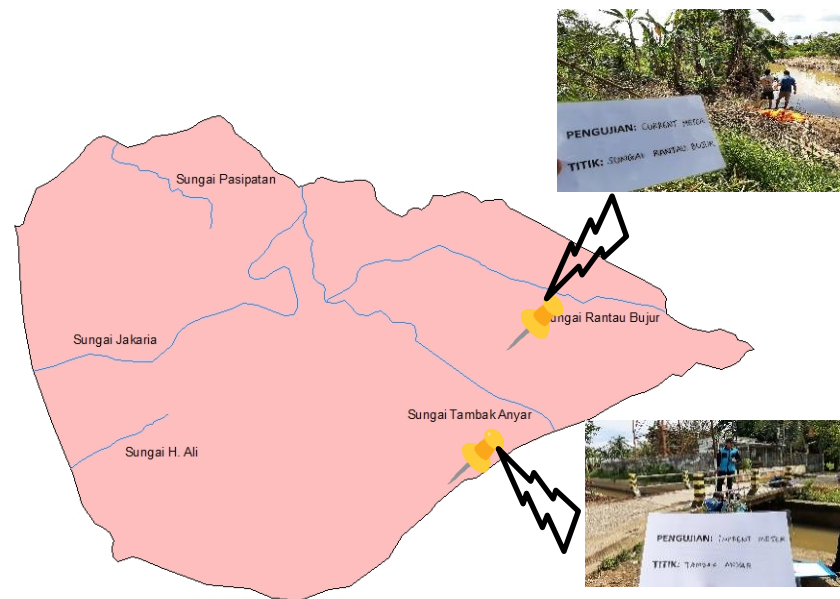 PENGUJIAN: CURRENT METER
TITIK: SUNGAI RANTAU BUJUR
Sungai Pasipatan
ungai Rantau Bujur
Sungai Jakaria
Sungai Tambak Anyar
Sungai H. Ali
PENGUJIAN: CURRENT METER
TITIK: TAMBAK ANYAR